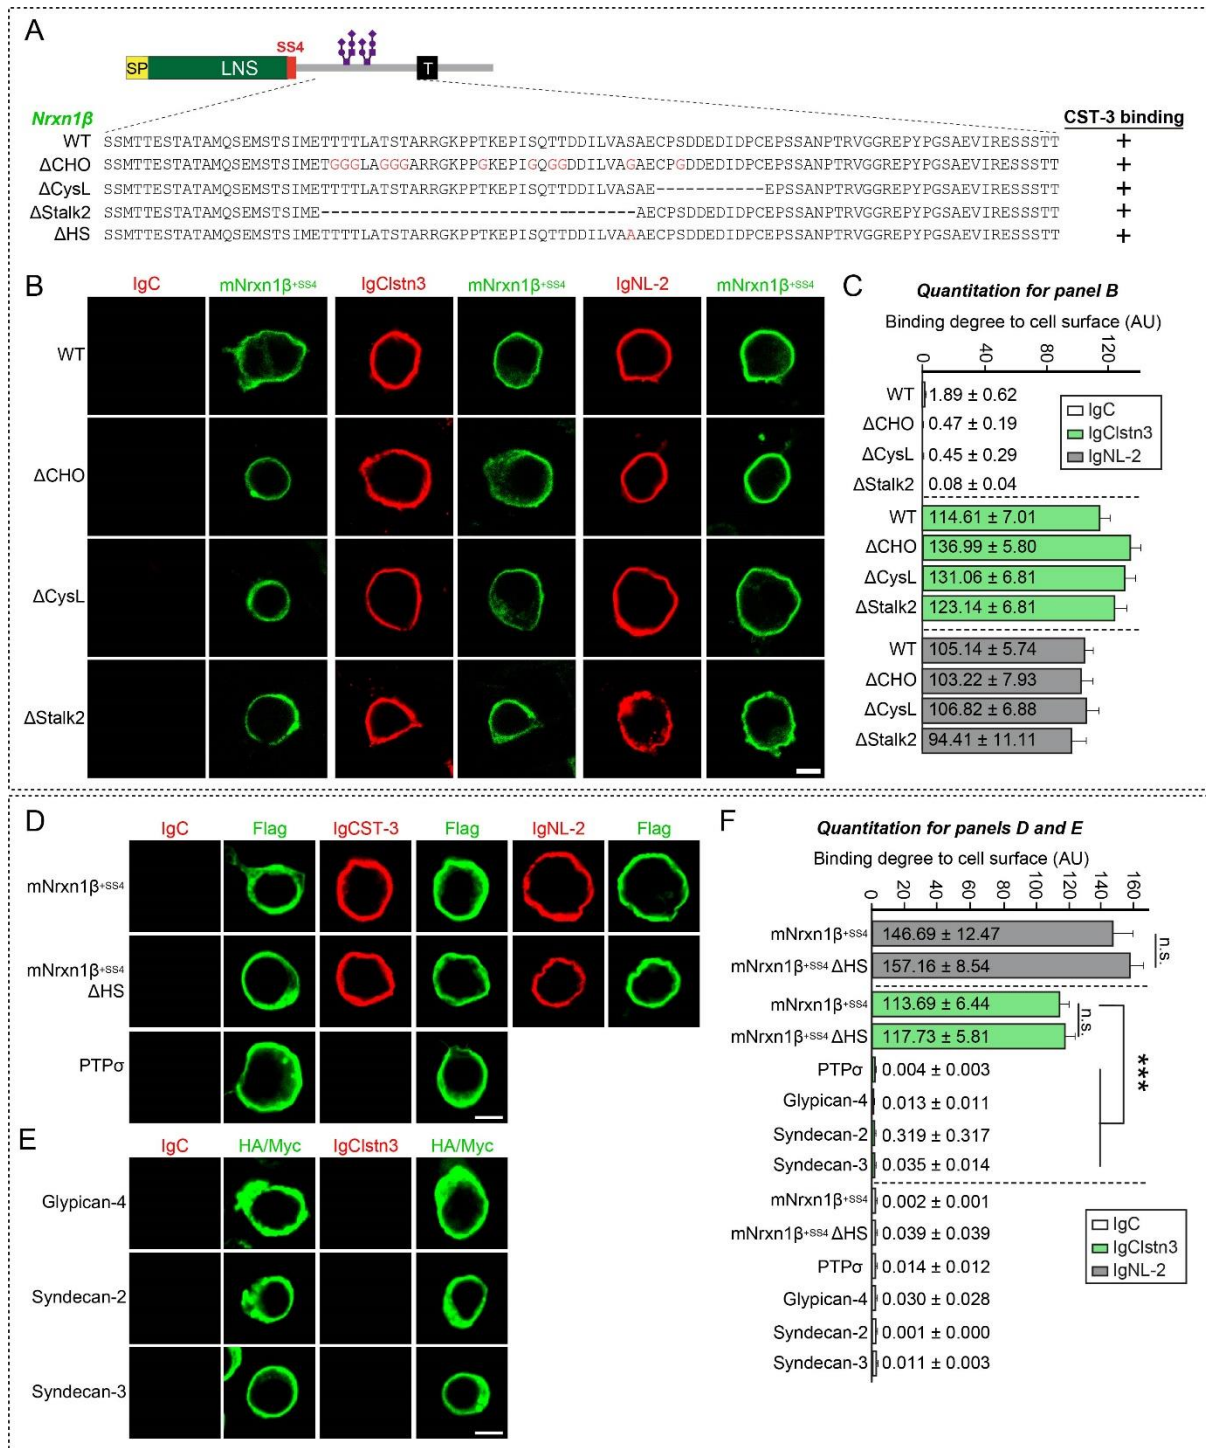 A
SS4
SP LNS T
Nrxn1β CST-3 binding
WT SSMTTESTATAMQSEMSTSIMETTTTLATSTARRGKPPTKEPISQTTDDILVASAECPSDDEDIDPCEPSSANPTRVGGREPYPGSAEVIRESSSTT +
ΔCHO SSMTTESTATAMQSEMSTSIMETGGGLAGGGARRGKPPGKEPIGQGGDDILVAGAECPGDDEDIDPCEPSSANPTRVGGREPYPGSAEVIRESSSTT +
ΔCysL SSMTTESTATAMQSEMSTSIMETTTTLATSTARRGKPPTKEPISQTTDDILVASAE-----------EPSSANPTRVGGREPYPGSAEVIRESSSTT +
ΔStalk2 SSMTTESTATAMQSEMSTSIME--------------------------------AECPSDDEDIDPCEPSSANPTRVGGREPYPGSAEVIRESSSTT +
ΔHS SSMTTESTATAMQSEMSTSIMETTTTLATSTARRGKPPTKEPISQTTDDILVAAAECPSDDEDIDPCEPSSANPTRVGGREPYPGSAEVIRESSSTT +
B IgC mNrxn1β+SS4 IgClstn3 mNrxn1β+SS4 IgNL-2 mNrxn1β+SS4
WT
ΔCHO
ΔCysL
ΔStalk2
C Quantitation for panel B
Binding degree to cell surface (AU)
0 40 80 120
WT 1.89 ± 0.62
ΔCHO 0.47 ± 0.19
ΔCysL 0.45 ± 0.29
ΔStalk2 0.08 ± 0.04
WT 114.61 ± 7.01
ΔCHO 136.99 ± 5.80
ΔCysL 131.06 ± 6.81
ΔStalk2 123.14 ± 6.81
WT 105.14 ± 5.74
ΔCHO 103.22 ± 7.93
ΔCysL 106.82 ± 6.88
ΔStalk2 94.41 ± 11.11
IgC
IgClstn3
IgNL-2
D IgC Flag IgCST-3 Flag IgNL-2 Flag
mNrxn1β+SS4
mNrxn1β+SS4
ΔHS
PTPσ
E IgC HA/Myc IgClstn3 HA/Myc
Glypican-4
Syndecan-2
Syndecan-3
F Quantitation for panels D and E
Binding degree to cell surface (AU)
0 20 40 60 80 100 120 140 160
mNrxn1β+SS4 146.69 ± 12.47
mNrxn1β+SS4 ΔHS 157.16 ± 8.54
n.s.
mNrxn1β+SS4 113.69 ± 6.44
mNrxn1β+SS4 ΔHS 117.73 ± 5.81
n.s.
PTPσ 0.004 ± 0.003
Glypican-4 0.013 ± 0.011
Syndecan-2 0.319 ± 0.317
Syndecan-3 0.035 ± 0.014
***
mNrxn1β+SS4 0.002 ± 0.001
mNrxn1β+SS4 ΔHS 0.039 ± 0.039
PTPσ 0.014 ± 0.012
Glypican-4 0.030 ± 0.028
Syndecan-2 0.001 ± 0.000
Syndecan-3 0.011 ± 0.003
IgC
IgClstn3
IgNL-2